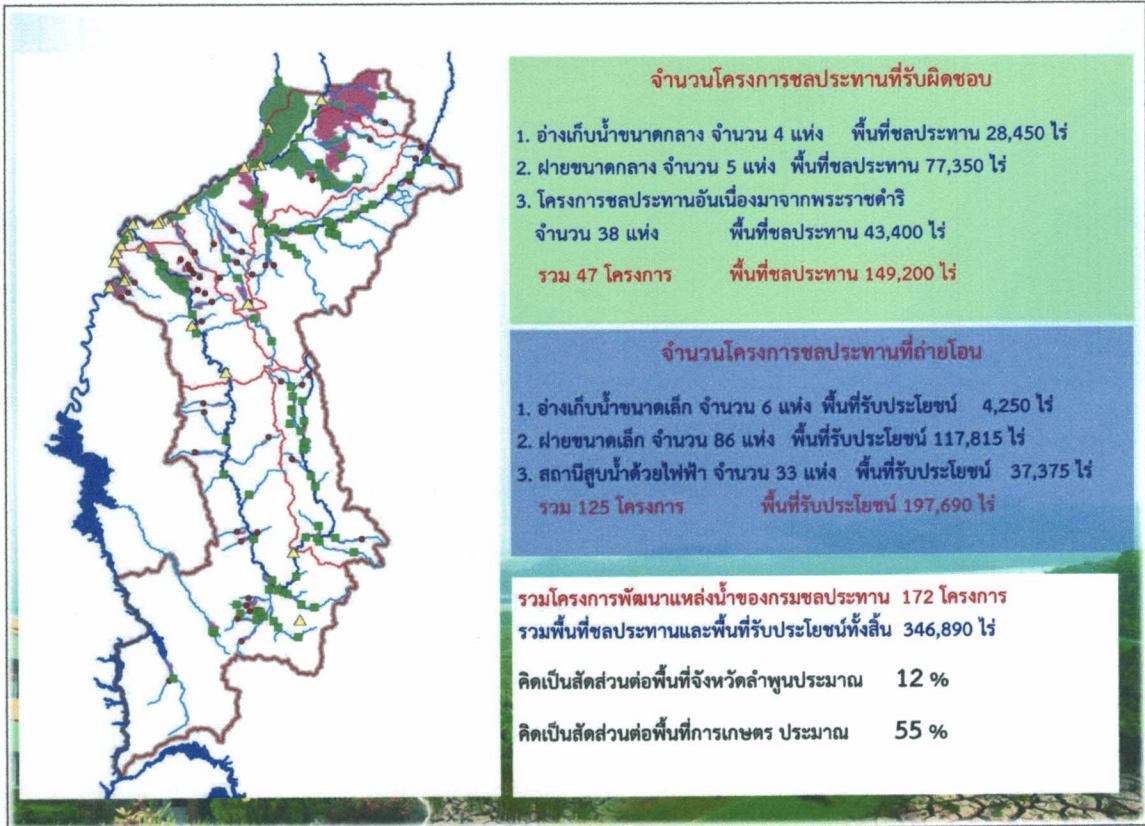 จำนวนโครงการชลประทานที่รับผิดชอบ
1. อ่างเก็บน้ำขนาดกลาง จำนวน 4 แห่ง พื้นที่ชลประทาน 28,450 ไร่
2. ฝายขนาดกลาง จำนวน 5 แห่ง พื้นที่ชลประทาน 77,350 ไร่
3. โครงการชลประทานอันเนื่องมาจากพระราชดำริ
จำนวน 38 แห่ง พื้นที่ชลประทาน 43,400 ไร่
รวม 47 โครงการ พื้นที่ชลประทาน 149,200 ไร่
จำนวนโครงการชลประทานที่ถ่ายโอน
1. อ่างเก็บน้ำขนาดเล็ก จำนวน 6 แห่ง พื้นที่รับประโยชน์ 4,250 ไร่
2. ฝายขนาดเล็ก จำนวน 86 แห่ง พื้นที่รับประโยชน์ 117,815 ไร่
3. สถานีสูบน้ำด้วยไฟฟ้า จำนวน 33 แห่ง พื้นที่รับประโยชน์ 37,375 ไร่
รวม 125 โครงการ พื้นที่รับประโยชน์ 197,690 ไร่
รวมโครงการพัฒนาแหล่งน้ำของกรมชลประทาน 172 โครงการ
รวมพื้นที่ชลประทานและพื้นที่รับประโยชน์ทั้งสิ้น 346,890 ไร่
คิดเป็นสัดส่วนต่อพื้นที่จังหวัดลำพูนประมาณ 12 %
คิดเป็นสัดส่วนต่อพื้นที่การเกษตร ประมาณ 55 %